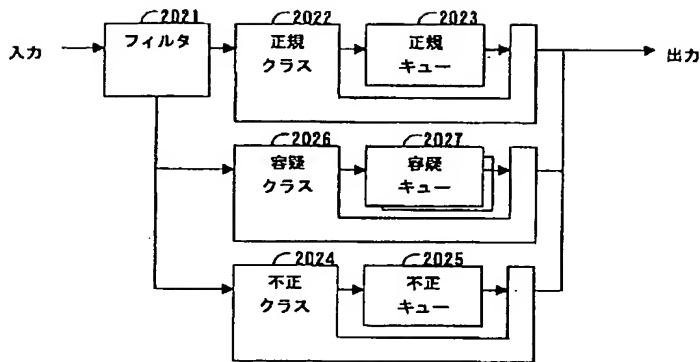 2021
2022
2023
入力
フィルタ
正規
クラス
正規
キュー
出力
2026
2027
容疑
クラス
容疑
キュー
2024
2025
不正
クラス
不正
キュー